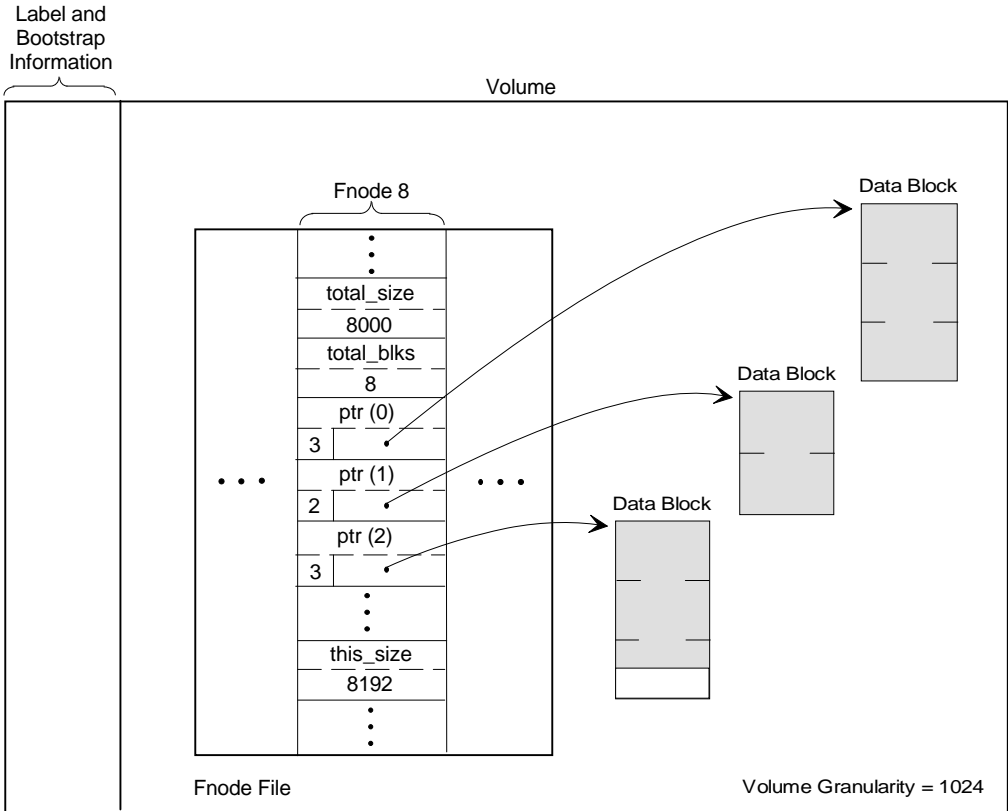 Label and
Bootstrap
Information
Volume
Fnode 8
Data Block
total_size
8000
total_blks
8
ptr (0)
3
Data Block
ptr (1)
2
Data Block
ptr (2)
3
this_size
8192
Fnode File
Volume Granularity = 1024